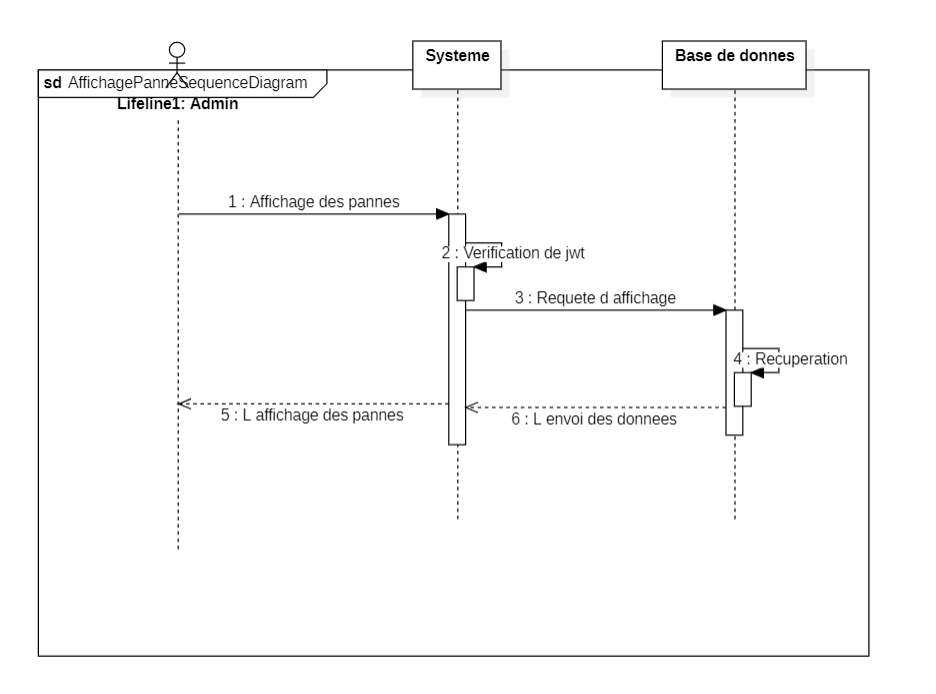 Systeme
Base de donnes
sd AffichagePanneSequenceDiagram
Lifeline1: Admin
1 : Affichage des pannes
2 : Verification de jwt
3 : Requete d affichage
4 : Recuperation
5 : L affichage des pannes
6 : L envoi des donnees